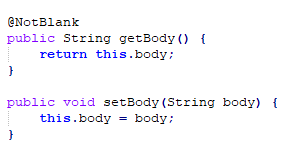 @NotBlank
public String getBody() {
    return this.body;
}

public void setBody(String body) {
    this.body = body;
}